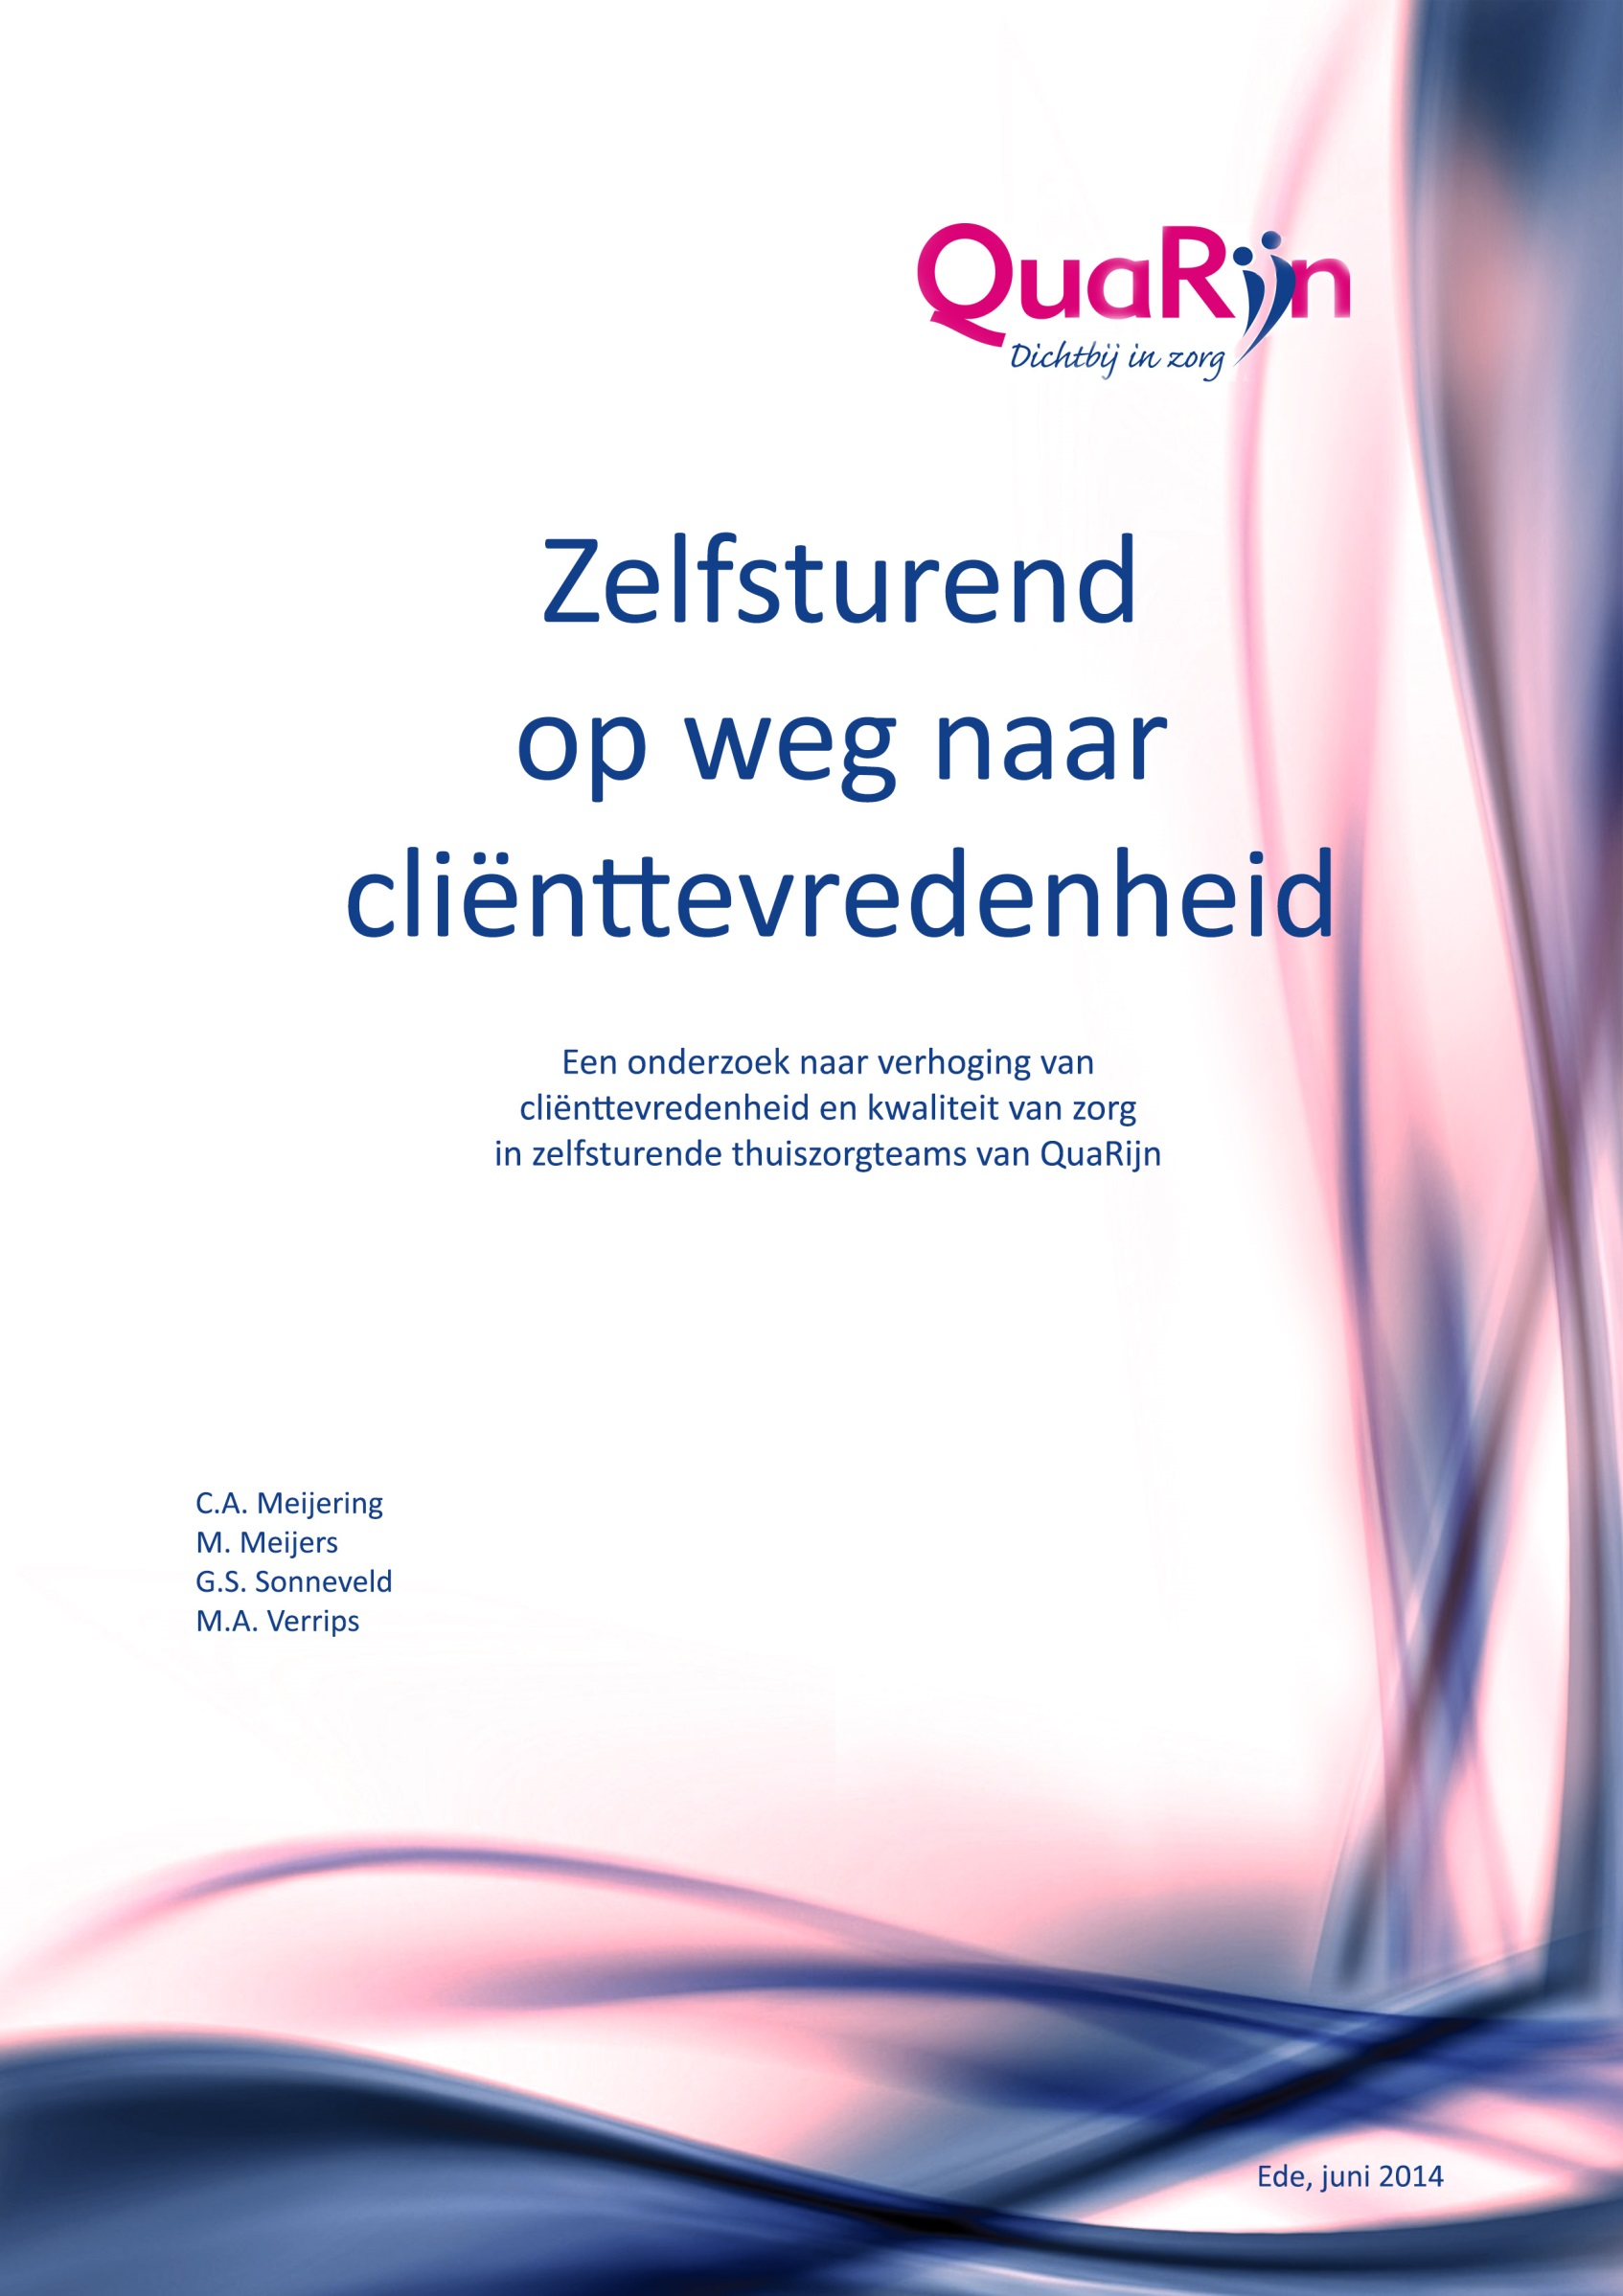 QuaRijn
Dichtbij in zorg
Zelfsturend
op weg naar
cliënttevredenheid
Een onderzoek naar verhoging van
cliënttevredenheid en kwaliteit van zorg
in zelfsturende thuiszorgteams van QuaRijn
C.A. Meijering
M. Meijers
G.S. Sonneveld
M.A. Verrips
Ede, juni 2014